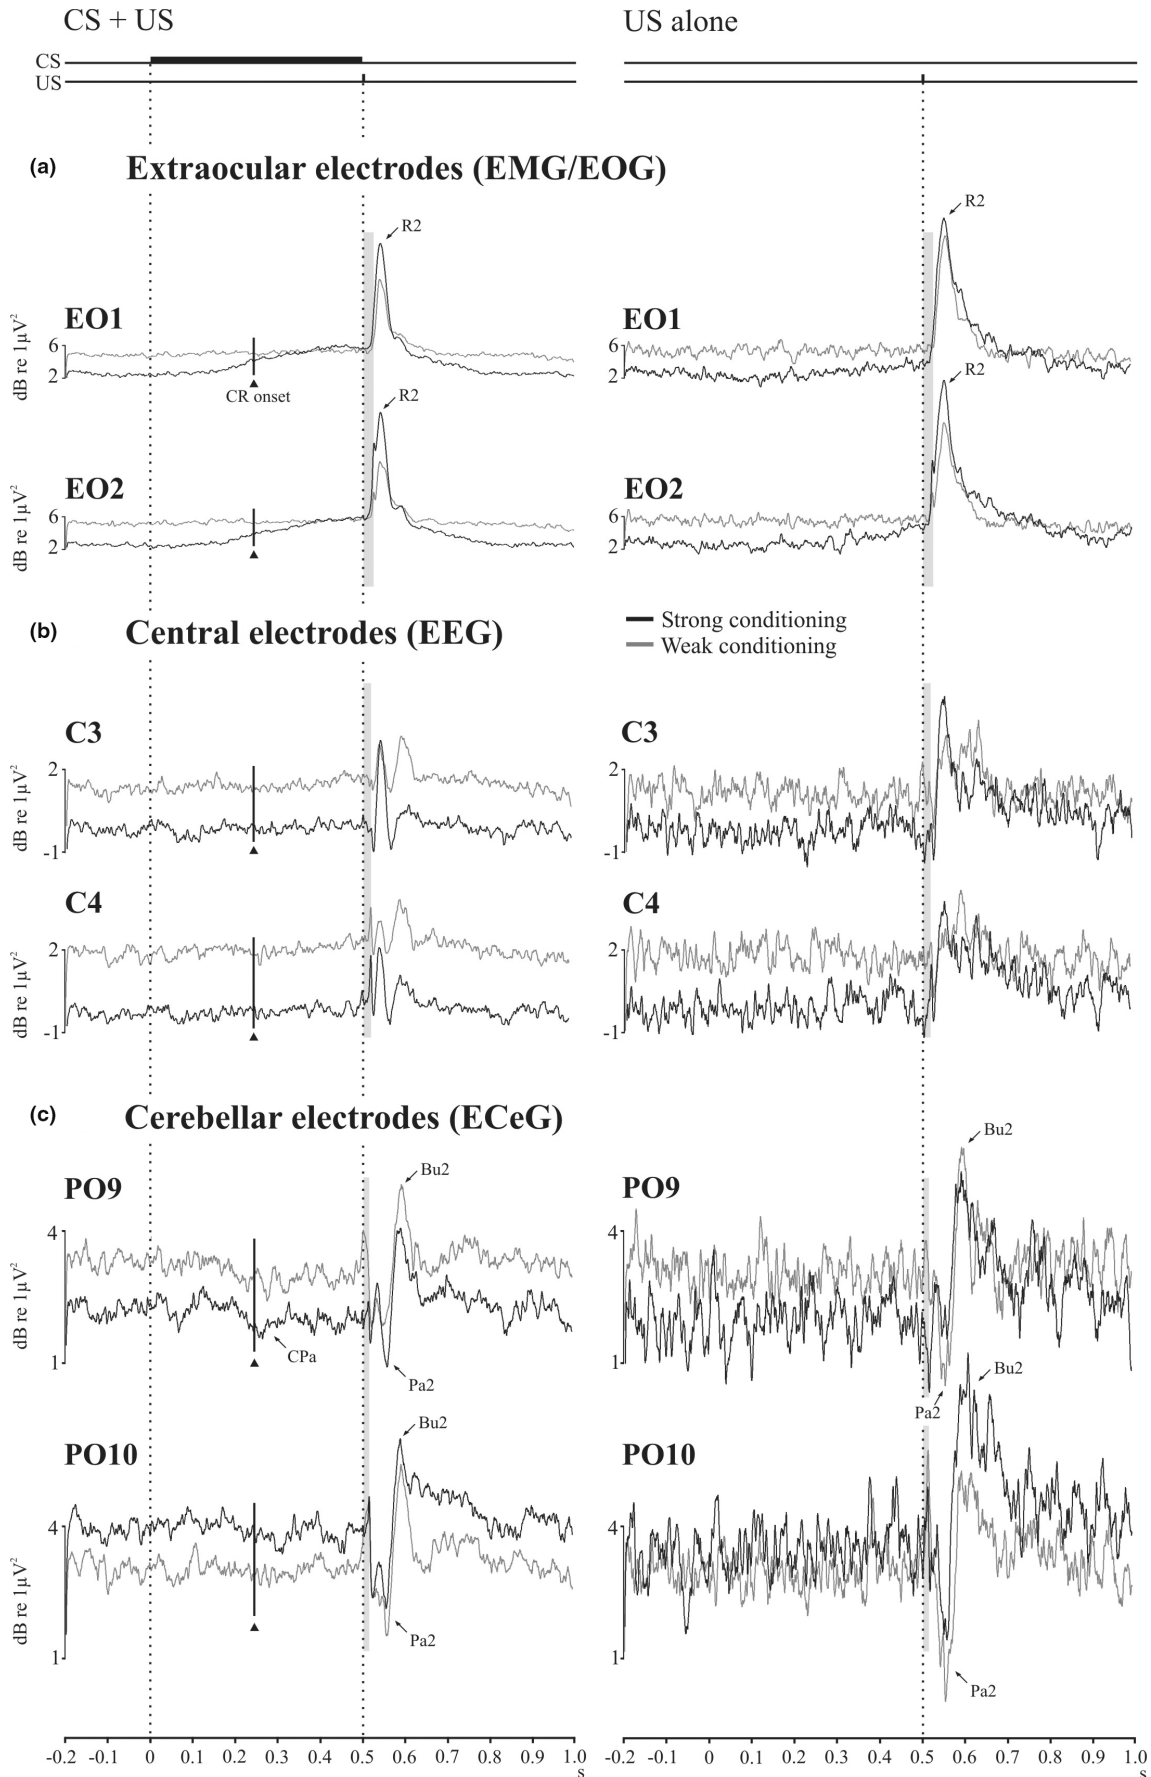 CS + US
US alone
CS
US
(a)
Extraocular electrodes (EMG/EOG)
R2
R2
EO1
EO1
dB re 1µV²
6
2
6
2
CR onset
R2
R2
EO2
EO2
dB re 1µV²
6
2
6
2
(b)
Central electrodes (EEG)
Strong conditioning
Weak conditioning
C3
C3
dB re 1µV²
2
-1
2
-1
C4
C4
dB re 1µV²
2
-1
2
-1
(c)
Cerebellar electrodes (ECeG)
Bu2
Bu2
PO9
PO9
dB re 1µV²
4
1
4
1
CPa
Pa2
Bu2
Pa2
Bu2
PO10
PO10
dB re 1µV²
4
1
4
1
Pa2
Pa2
-0.2 -0.1 0 0.1 0.2 0.3 0.4 0.5 0.6 0.7 0.8 0.9 1.0
s
-0.2 -0.1 0 0.1 0.2 0.3 0.4 0.5 0.6 0.7 0.8 0.9 1.0
s